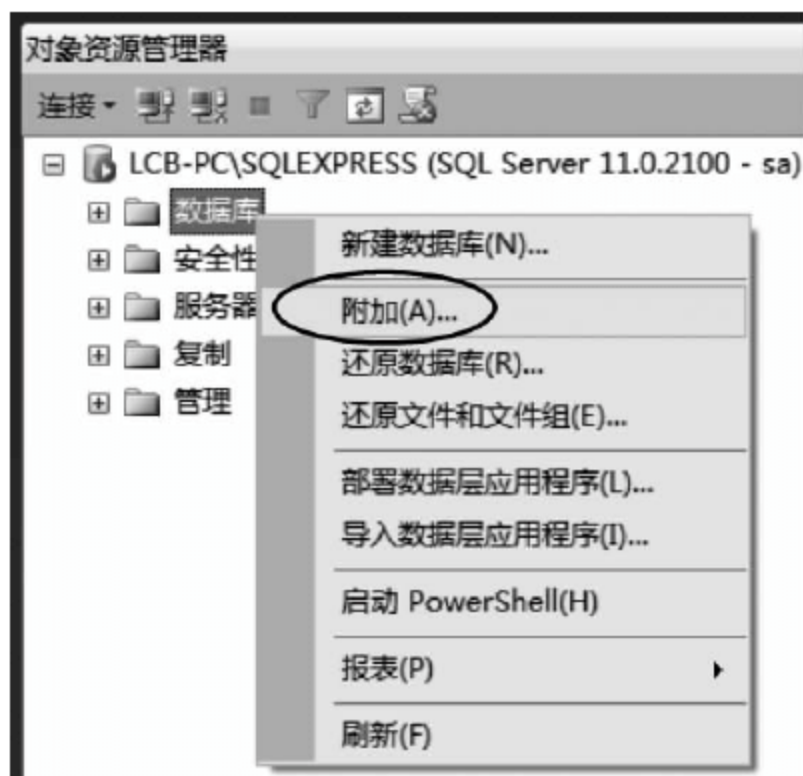 对象资源管理器
连接
LCB-PC\SQLEXPRESS (SQL Server 11.0.2100 - sa)
数据库
安全性
服务器
复制
管理
新建数据库(N)...
附加(A)...
还原数据库(R)...
还原文件和文件组(E)...
部署数据层应用程序(L)...
导入数据层应用程序(I)...
启动 PowerShell(H)
报表(P)
刷新(F)